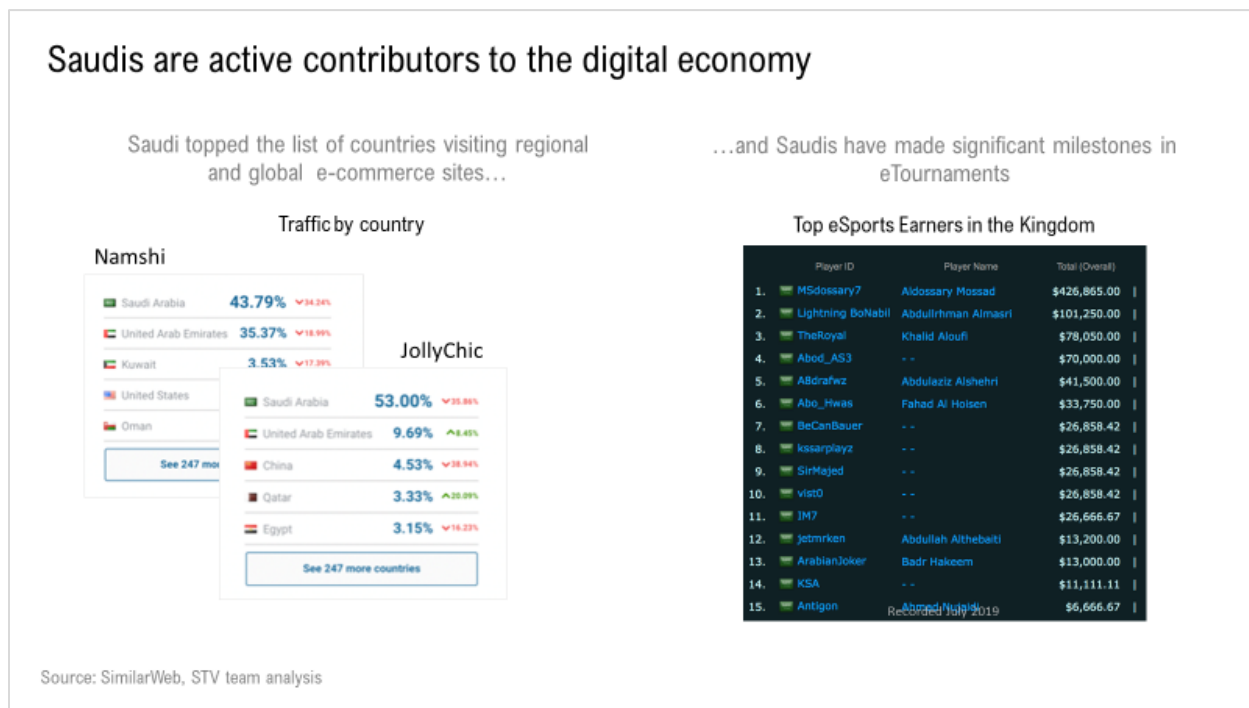 Saudis are active contributors to the digital economy
Saudi topped the list of countries visiting regional
and global e-commerce sites…
Traffic by country
Namshi
Saudi Arabia 43.79% 34.24%
United Arab Emirates 35.37% 18.99%
Kuwait 3.53% 17.39%
United States
Oman
See 247 mo
JollyChic
Saudi Arabia 53.00% 35.86%
United Arab Emirates 9.69% 8.45%
China 4.53% 38.94%
Qatar 3.33% 20.09%
Egypt 3.15% 16.23%
See 247 more countries
…and Saudis have made significant milestones in
eTournaments
Top eSports Earners in the Kingdom
Player ID Player Name Total (Overall)
1. MSdossary7 Aldossary Mossad $426,865.00
2. Lightning BoNabil Abdullrhman Almasri $101,250.00
3. TheRoyal Khalid Aloufi $78,050.00
4. Abod_AS3 - - $70,000.00
5. A8drafwz Abdulaziz Alshehri $41,500.00
6. Abo_Hwas Fahad Al Hoisen $33,750.00
7. BeCanBauer - - $26,858.42
8. kssarplayz - - $26,858.42
9. SirMajed - - $26,858.42
10. vist0 - - $26,858.42
11. IM7 - - $26,666.67
12. jetmrken Abdullah Althebaiti $13,200.00
13. ArabianJoker Badr Hakeem $13,000.00
14. KSA - - $11,111.11
15. Antigon Ahmed $6,666.67
Recorded July 2019
Source: SimilarWeb, STV team analysis